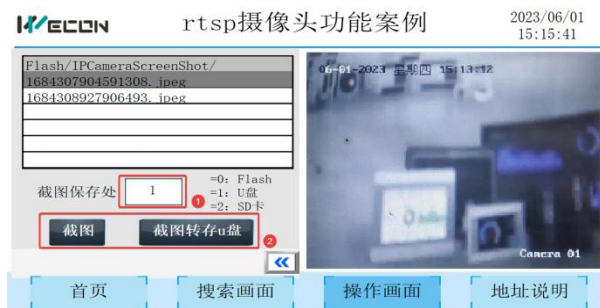 WECON
rtsp摄像头功能案例
2023/06/01
15:15:41
Flash/IPCameraScreenShot/
1684307904591308.jpeg
1684308927906493.jpeg
截图保存处
1
=0: Flash
=1: U盘
=2: SD卡
1
截图
截图转存u盘
2
«
06-01-2023 星期四 15:13:12
Camera 01
首页
搜索画面
操作画面
地址说明